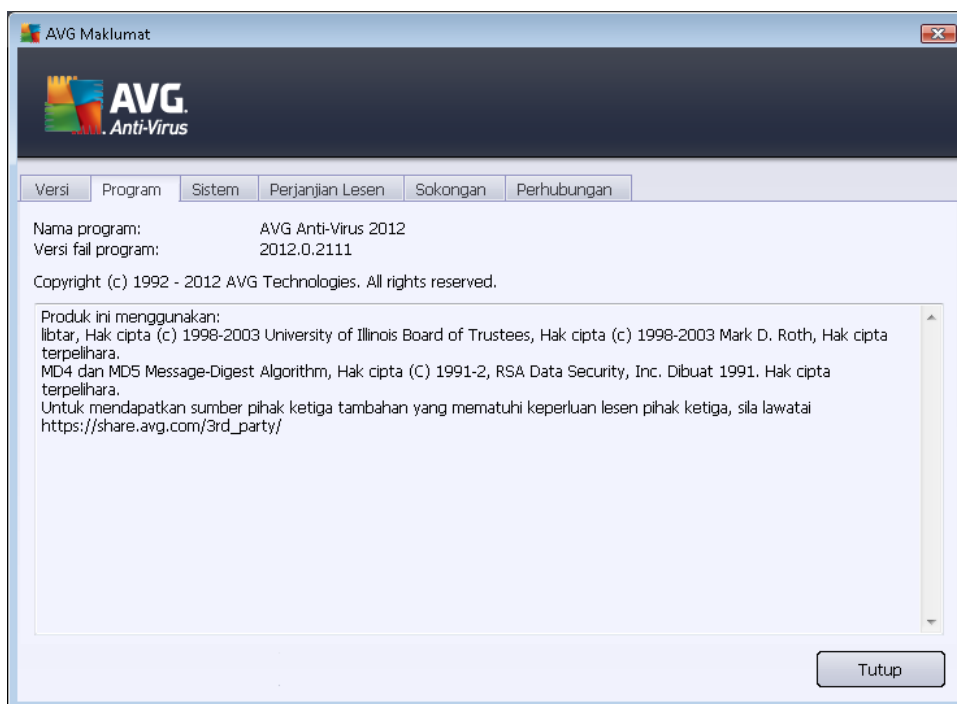 AVG Maklumat
AVG.
Anti-Virus
Versi Program Sistem Perjanjian Lesen Sokongan Perhubungan
Nama program: AVG Anti-Virus 2012
Versi fail program: 2012.0.2111
Copyright (c) 1992 - 2012 AVG Technologies. All rights reserved.
Produk ini menggunakan:
libtar, Hak cipta (c) 1998-2003 University of Illinois Board of Trustees, Hak cipta (c) 1998-2003 Mark D. Roth, Hak cipta
terpelihara.
MD4 dan MD5 Message-Digest Algorithm, Hak cipta (C) 1991-2, RSA Data Security, Inc. Dibuat 1991. Hak cipta
terpelihara.
Untuk mendapatkan sumber pihak ketiga tambahan yang mematuhi keperluan lesen pihak ketiga, sila lawatai
https://share.avg.com/3rd_party/
Tutup